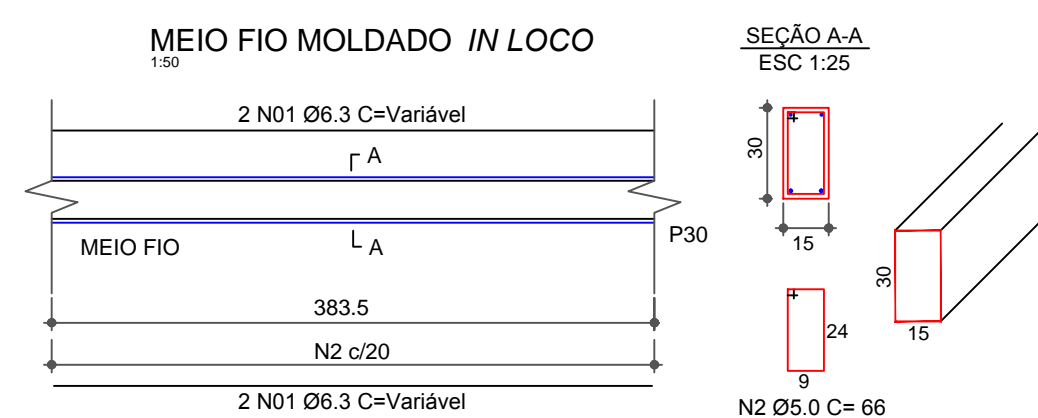 MEIO FIO MOLDADO IN LOCO
1:50
2 N01 Ø6.3 C=Variável
A
A
MEIO FIO
P30
383.5
N2 c/20
2 N01 Ø6.3 C=Variável
SEÇÃO A-A
ESC 1:25
30
15
24
9
N2 Ø5.0 C= 66
30
15